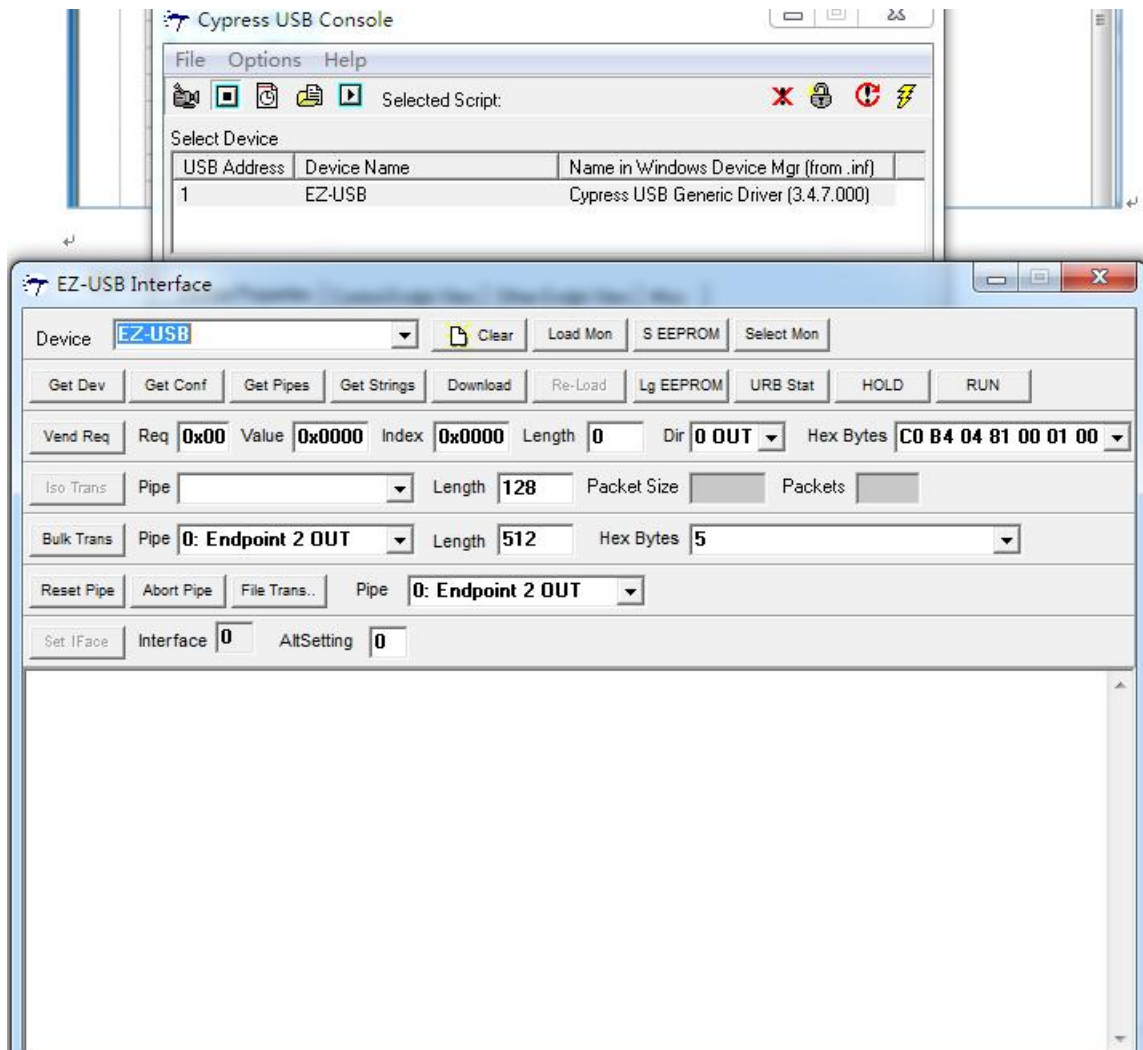 Cypress USB Console
File Options Help
Selected Script:
Select Device
USB Address Device Name Name in Windows Device Mgr (from .inf)
1 EZ-USB Cypress USB Generic Driver (3.4.7.000)
EZ-USB Interface
Device EZ-USB Clear Load Mon S EEPROM Select Mon
Get Dev Get Conf Get Pipes Get Strings Download Re-Load Lg EEPROM URB Stat HOLD RUN
Vend Req Req 0x00 Value 0x0000 Index 0x0000 Length 0 Dir 0 OUT Hex Bytes C0 B4 04 81 00 01 00
Iso Trans Pipe Length 128 Packet Size Packets
Bulk Trans Pipe 0: Endpoint 2 OUT Length 512 Hex Bytes 5
Reset Pipe Abort Pipe File Trans.. Pipe 0: Endpoint 2 OUT
Set IFace Interface 0 AltSetting 0